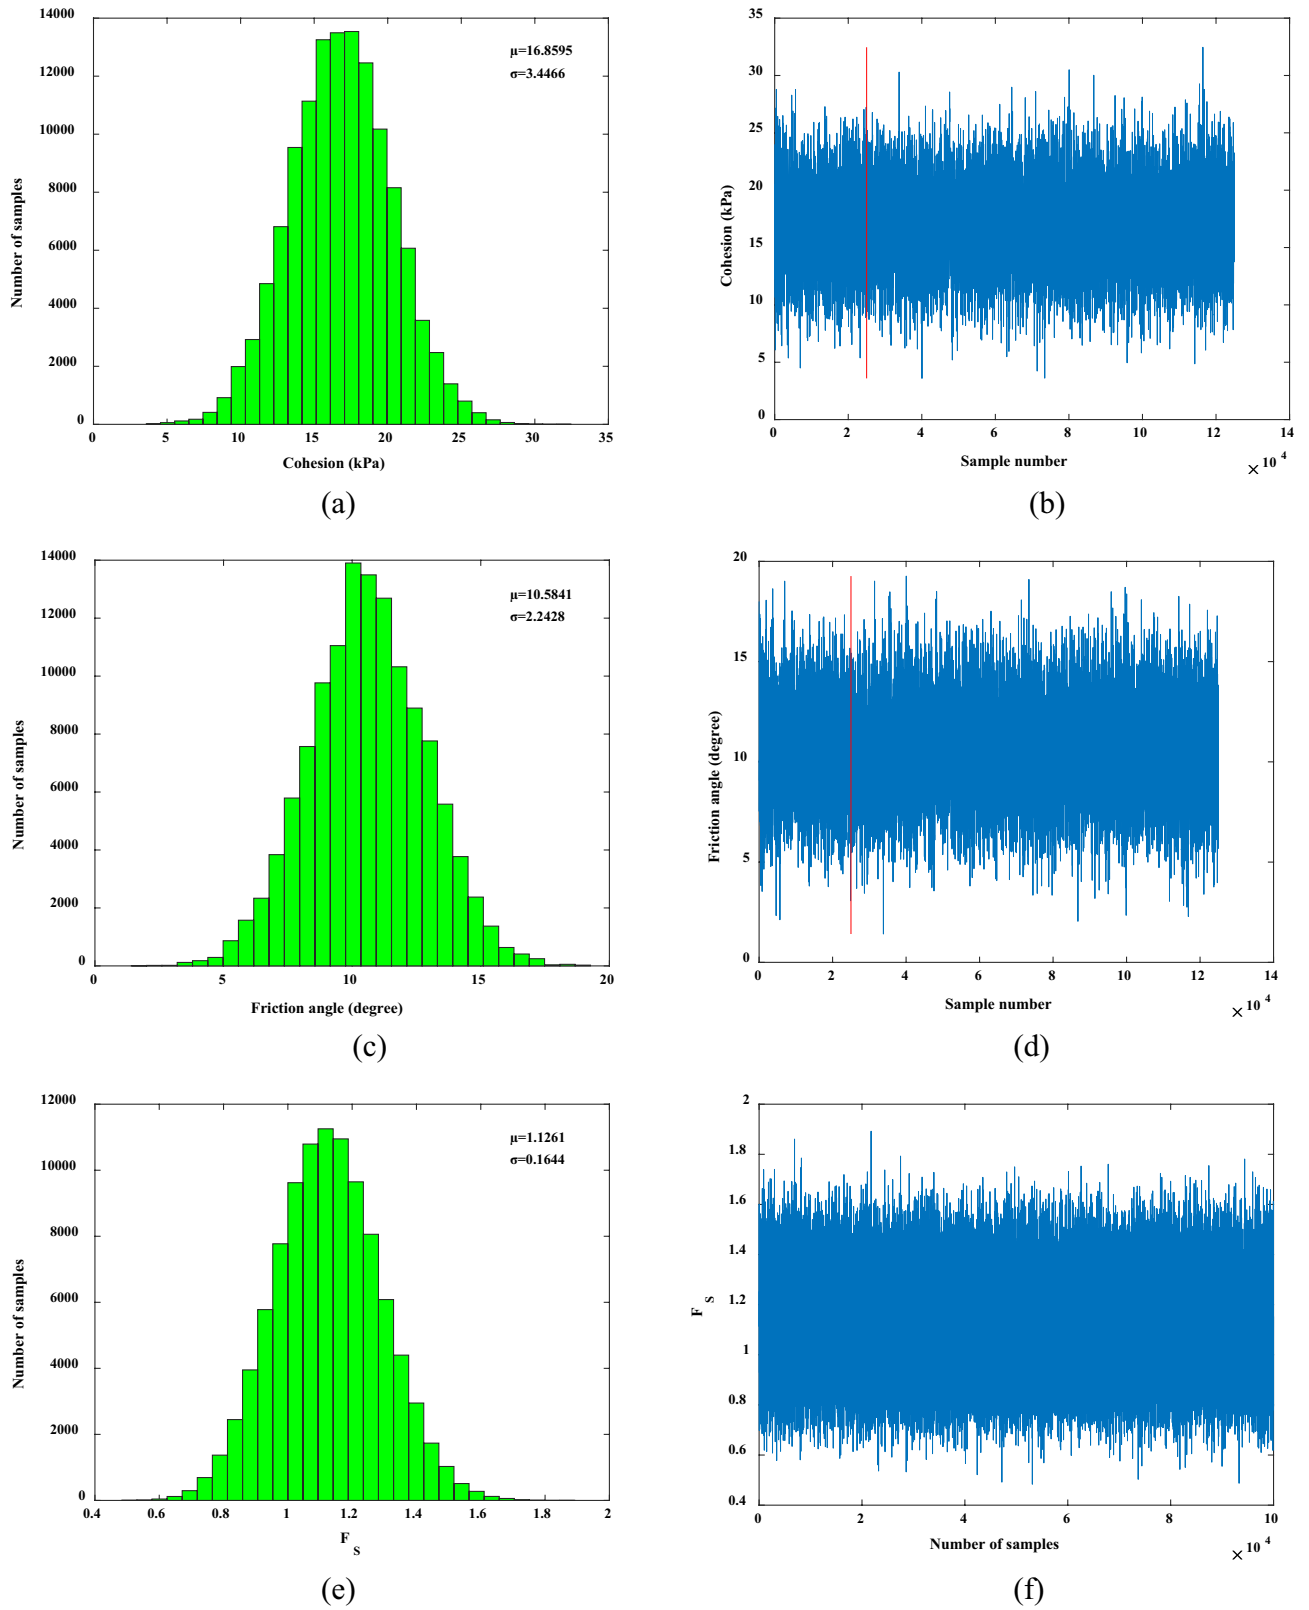 14000
12000
10000
8000
6000
4000
2000
0
Number of samples
μ=16.8595
σ=3.4466
0 5 10 15 20 25 30 35
Cohesion (kPa)
(a)
35
30
25
20
15
10
5
0
Cohesion (kPa)
0 2 4 6 8 10 12 14
Sample number
× 10 4
(b)
14000
12000
10000
8000
6000
4000
2000
0
Number of samples
μ=10.5841
σ=2.2428
0 5 10 15 20
Friction angle (degree)
(c)
20
15
10
5
0
Friction angle (degree)
0 2 4 6 8 10 12 14
Sample number
× 10 4
(d)
12000
10000
8000
6000
4000
2000
0
Number of samples
μ=1.1261
σ=0.1644
0.4 0.6 0.8 1 1.2 1.4 1.6 1.8 2
F S
(e)
2
1.8
1.6
1.4
1.2
1
0.8
0.6
0.4
F S
0 2 4 6 8 10
Number of samples
× 10 4
(f)